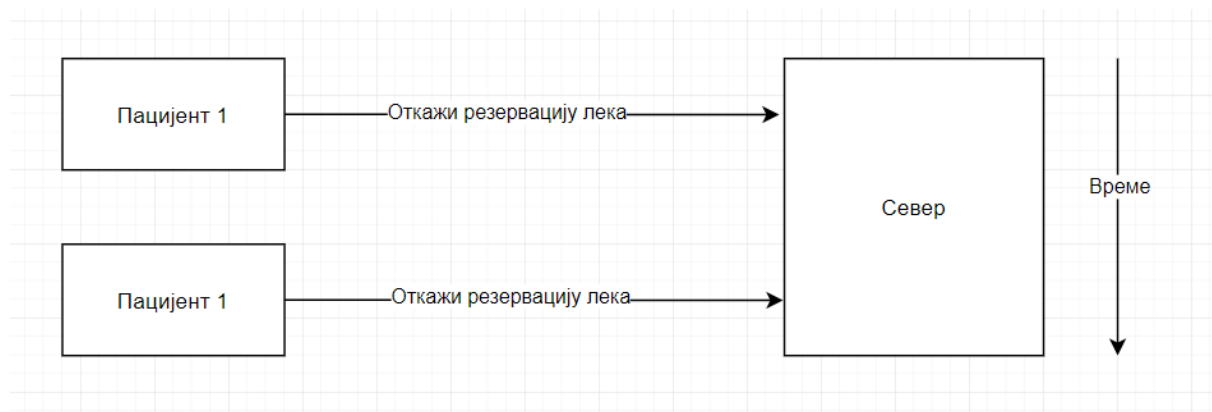 Пацијент 1
Откажи резервацију лека
Север
Време
Пацијент 1
Откажи резервацију лека